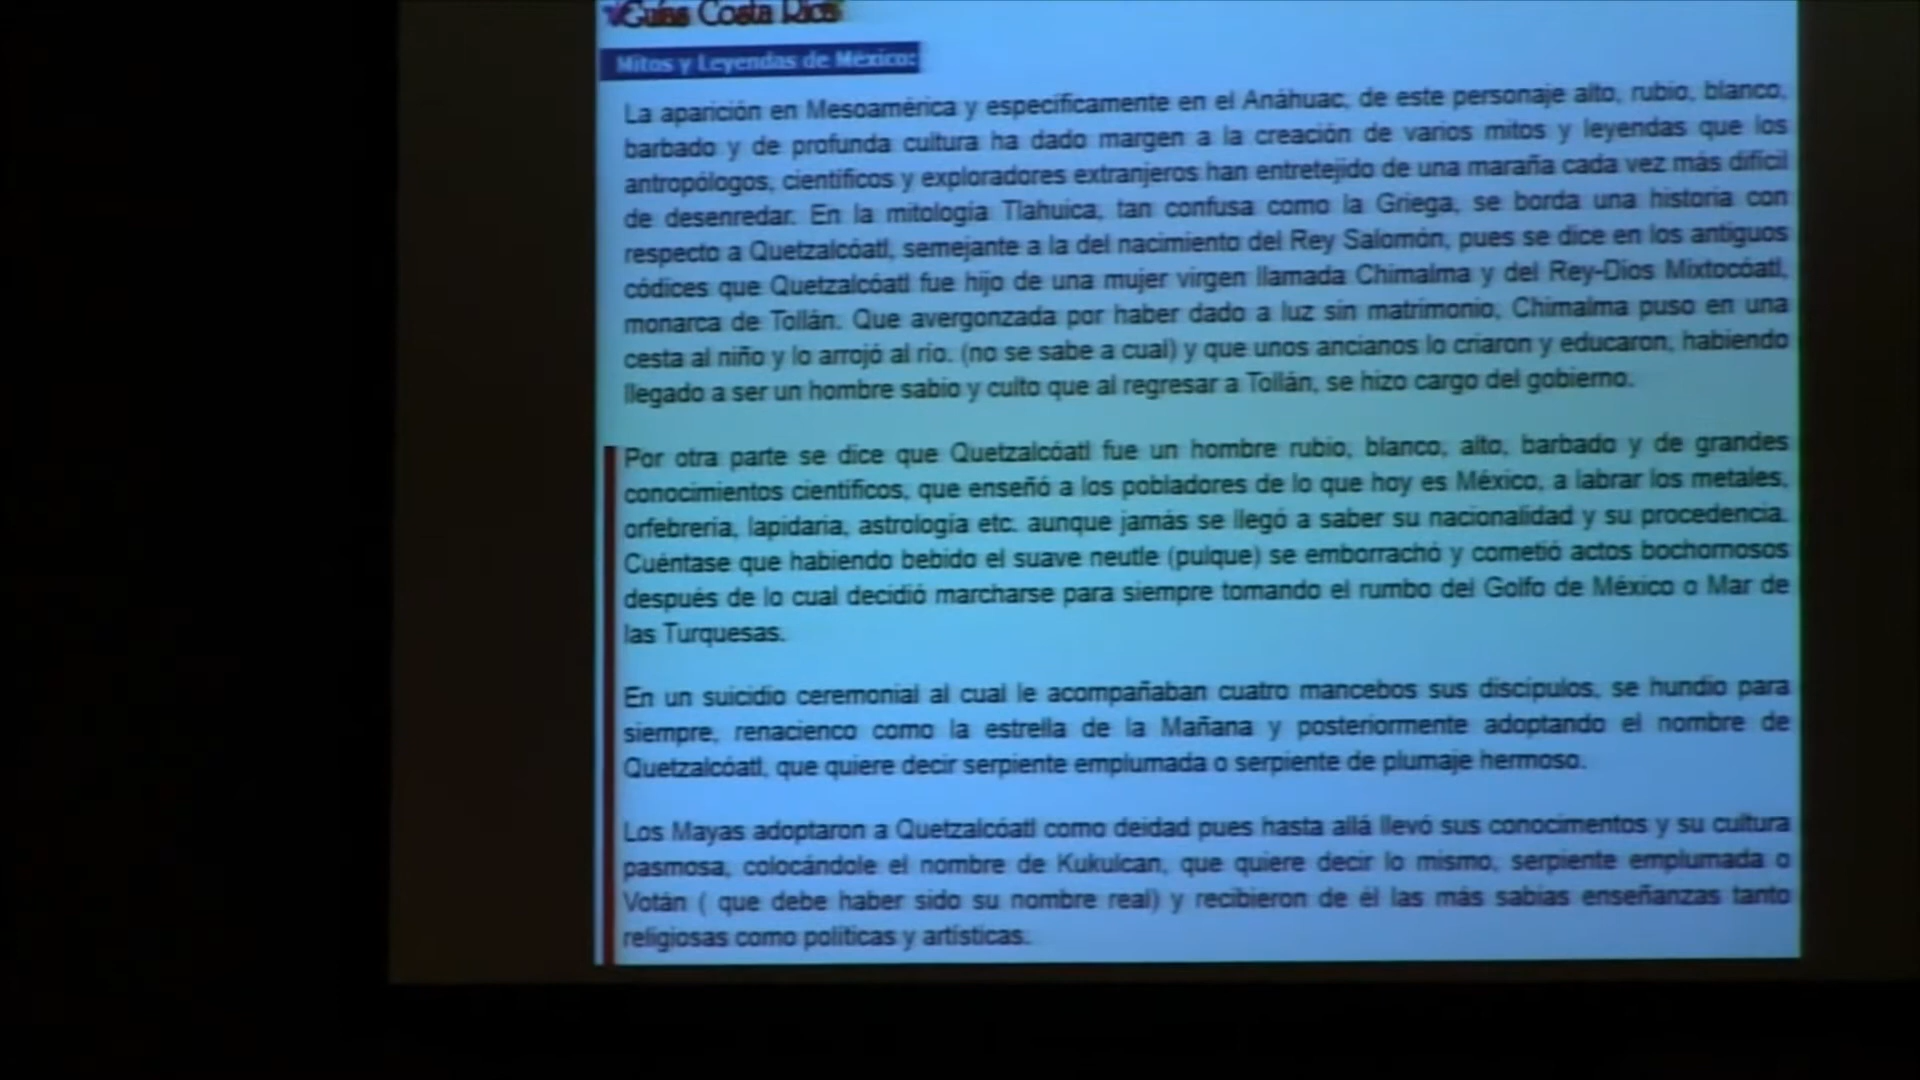 Guías Costa Rica
Mitos y Leyendas de México:
La aparición en Mesoamérica y específicamente en el Anáhuac, de este personaje alto, rubio, blanco,
barbado y de profunda cultura ha dado margen a la creación de varios mitos y leyendas que los
antropólogos, científicos y exploradores extranjeros han entretejido de una maraña cada vez más difícil
de desenredar. En la mitología Tlahuica, tan confusa como la Griega, se borda una historia con
respecto a Quetzalcóatl, semejante a la del nacimiento del Rey Salomón, pues se dice en los antiguos
códices que Quetzalcóatl fue hijo de una mujer virgen llamada Chimalma y del Rey-Dios Mixtocóatl,
monarca de Tollán. Que avergonzada por haber dado a luz sin matrimonio, Chimalma puso en una
cesta al niño y lo arrojó al río. (no se sabe a cual) y que unos ancianos lo criaron y educaron, habiendo
llegado a ser un hombre sabio y culto que al regresar a Tollán, se hizo cargo del gobierno.
Por otra parte se dice que Quetzalcóatl fue un hombre rubio, blanco, alto, barbado y de grandes
conocimientos científicos, que enseñó a los pobladores de lo que hoy es México, a labrar los metales,
orfebrería, lapidaria, astrología etc. aunque jamás se llegó a saber su nacionalidad y su procedencia.
Cuéntase que habiendo bebido el suave neutle (pulque) se emborrachó y cometió actos bochornosos
después de lo cual decidió marcharse para siempre tomando el rumbo del Golfo de México o Mar de
las Turquesas.
En un suicidio ceremonial al cual le acompañaban cuatro mancebos sus discípulos, se hundio para
siempre, renacienco como la estrella de la Mañana y posteriormente adoptando el nombre de
Quetzalcóatl, que quiere decir serpiente emplumada o serpiente de plumaje hermoso.
Los Mayas adoptaron a Quetzalcóatl como deidad pues hasta allá llevó sus conocimentos y su cultura
pasmosa, colocándole el nombre de Kukulcan, que quiere decir lo mismo, serpiente emplumada o
Votán ( que debe haber sido su nombre real) y recibieron de él las más sabias enseñanzas tanto
religiosas como políticas y artísticas.